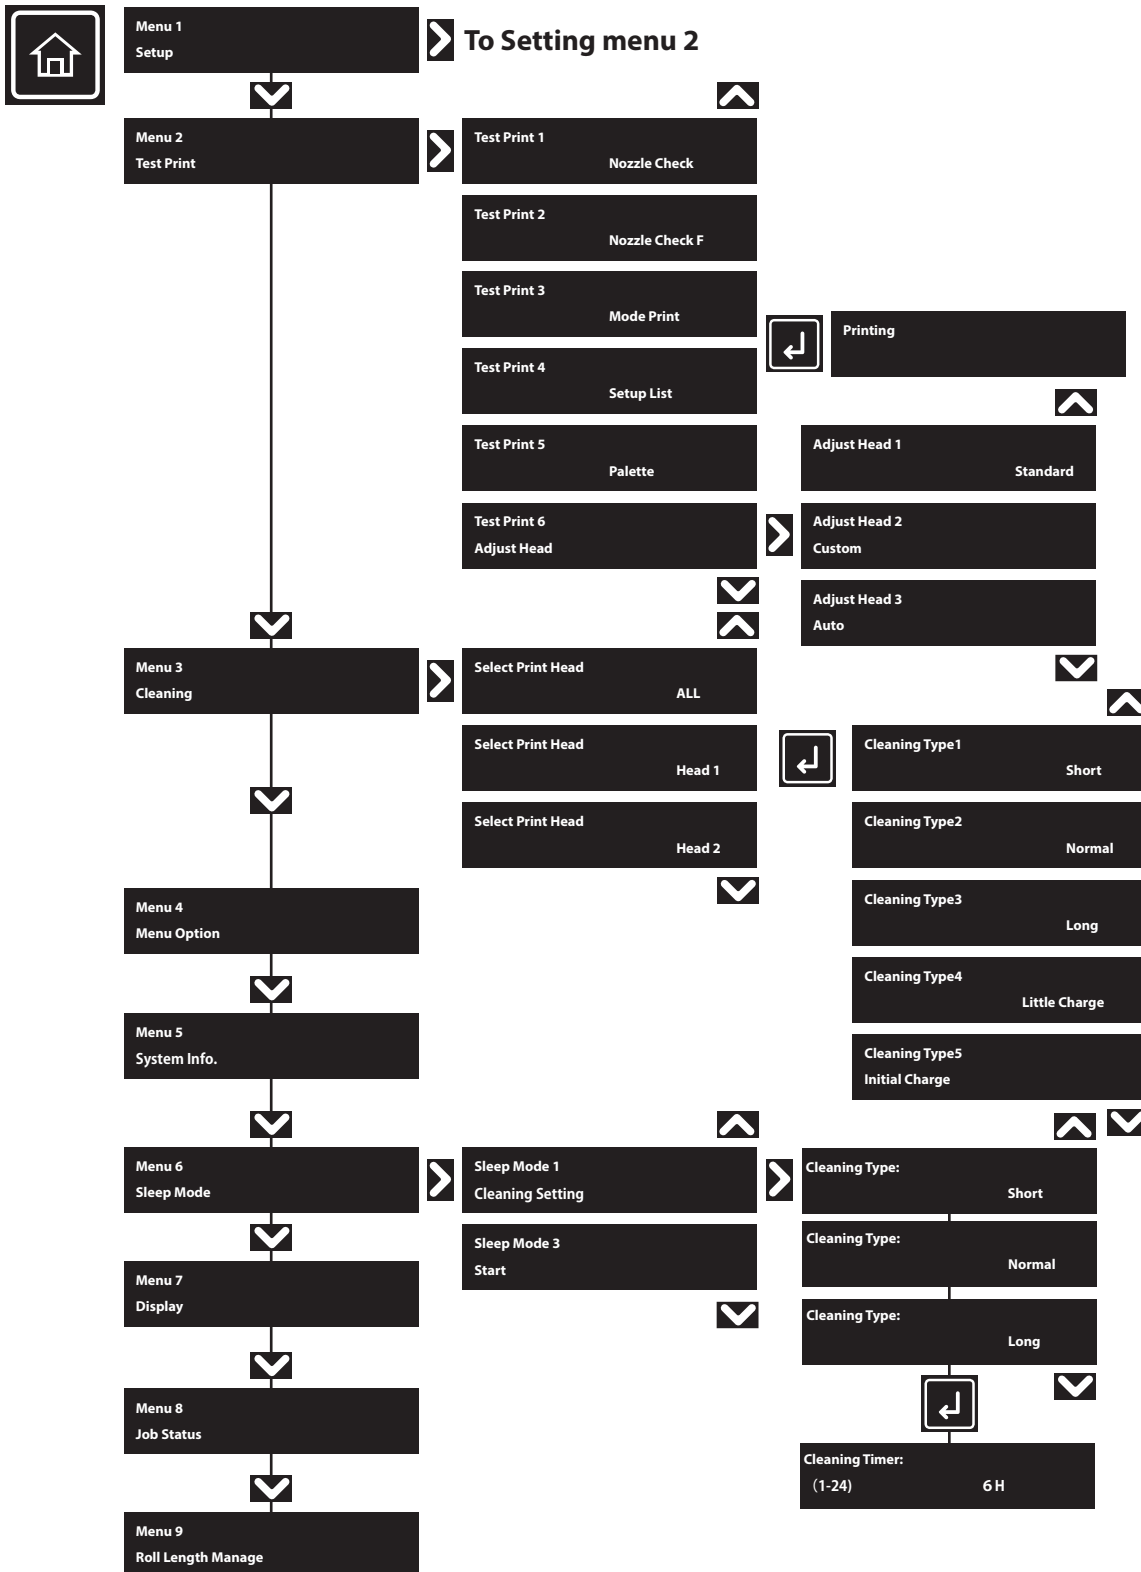 Menu 1
Setup
To Setting menu 2
Menu 2
Test Print
Test Print 1
Nozzle Check
Test Print 2
Nozzle Check F
Test Print 3
Mode Print
Printing
Test Print 4
Setup List
Test Print 5
Palette
Adjust Head 1
Standard
Test Print 6
Adjust Head
Adjust Head 2
Custom
Adjust Head 3
Auto
Menu 3
Cleaning
Select Print Head
ALL
Select Print Head
Head 1
Select Print Head
Head 2
Cleaning Type1
Short
Cleaning Type2
Normal
Cleaning Type3
Long
Cleaning Type4
Little Charge
Cleaning Type5
Initial Charge
Menu 4
Menu Option
Menu 5
System Info.
Menu 6
Sleep Mode
Sleep Mode 1
Cleaning Setting
Sleep Mode 3
Start
Cleaning Type:
Short
Cleaning Type:
Normal
Cleaning Type:
Long
Cleaning Timer:
(1-24) 6 H
Menu 7
Display
Menu 8
Job Status
Menu 9
Roll Length Manage